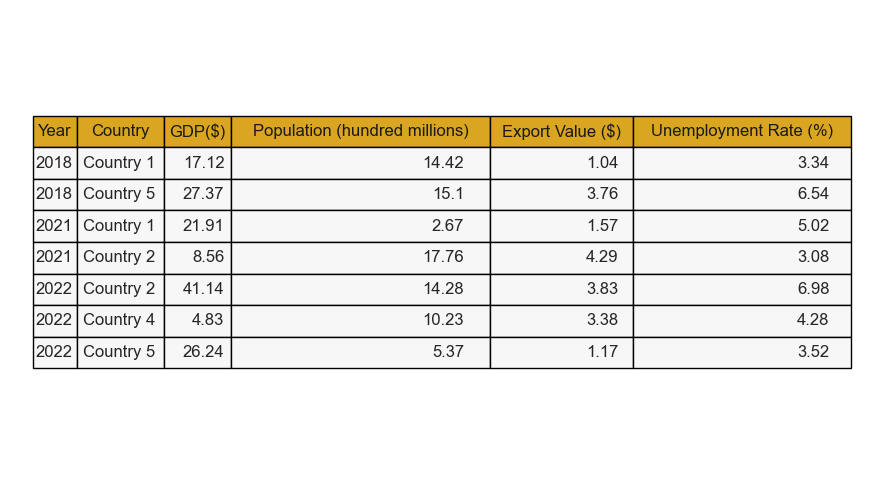 Year Country GDP($) Population (hundred millions) Export Value ($) Unemployment Rate (%)
2018 Country 1 17.12 14.42 1.04 3.34
2018 Country 5 27.37 15.1 3.76 6.54
2021 Country 1 21.91 2.67 1.57 5.02
2021 Country 2 8.56 17.76 4.29 3.08
2022 Country 2 41.14 14.28 3.83 6.98
2022 Country 4 4.83 10.23 3.38 4.28
2022 Country 5 26.24 5.37 1.17 3.52